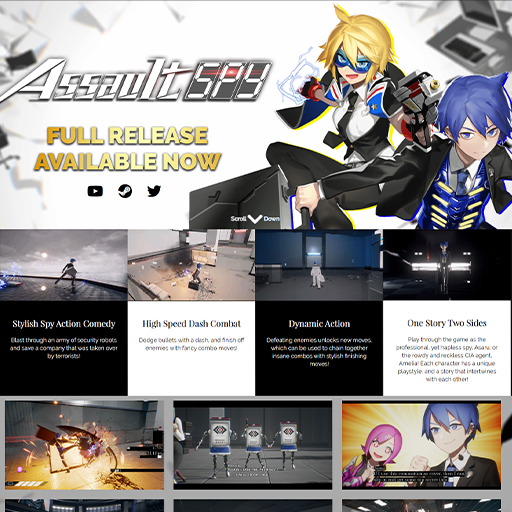 Assault SPY
FULL RELEASE
AVAILABLE NOW
Scroll Down
Stylish Spy Action Comedy
Blast through an army of security robots
and save a company that was taken over
by terrorists!
High Speed Dash Combat
Dodge bullets with a dash, and finish off
enemies with fancy combo moves!
Dynamic Action
Defeating enemies unlocks new moves,
which can be used to chain together
insane combos with stylish finishing
moves!
One Story Two Sides
Play through the game as the
professional, yet hapless spy, Asaru or
the rowdy and reckless CIA agent,
Amelia! Each character has a unique
playstyle, and a story that intertwines
with each other!